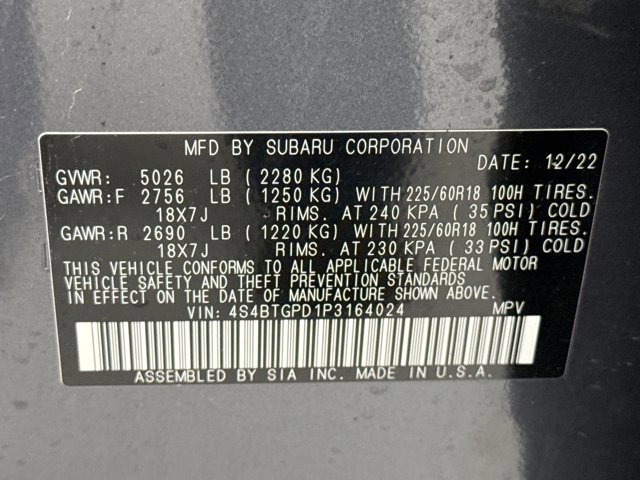 MFD BY SUBARU CORPORATION
DATE: 12/22
GVWR: 5026 LB (2280 KG)
GAWR:F 2756 LB (1250 KG) WITH 225/60R18 100H TIRES.
18X7J RIMS. AT 240 KPA (35 PSI) COLD
GAWR:R 2690 LB (1220 KG) WITH 225/60R18 100H TIRES.
18X7J RIMS. AT 230 KPA (33 PSI) COLD
THIS VEHICLE CONFORMS TO ALL APPLICABLE FEDERAL MOTOR
VEHICLE SAFETY AND THEFT PREVENTION STANDARDS
IN EFFECT ON THE DATE OF MANUFACTURE SHOWN ABOVE.
VIN: 4S4BTGPD1P3164024 MPV
ASSEMBLED BY SIA INC. MADE IN U.S.A.